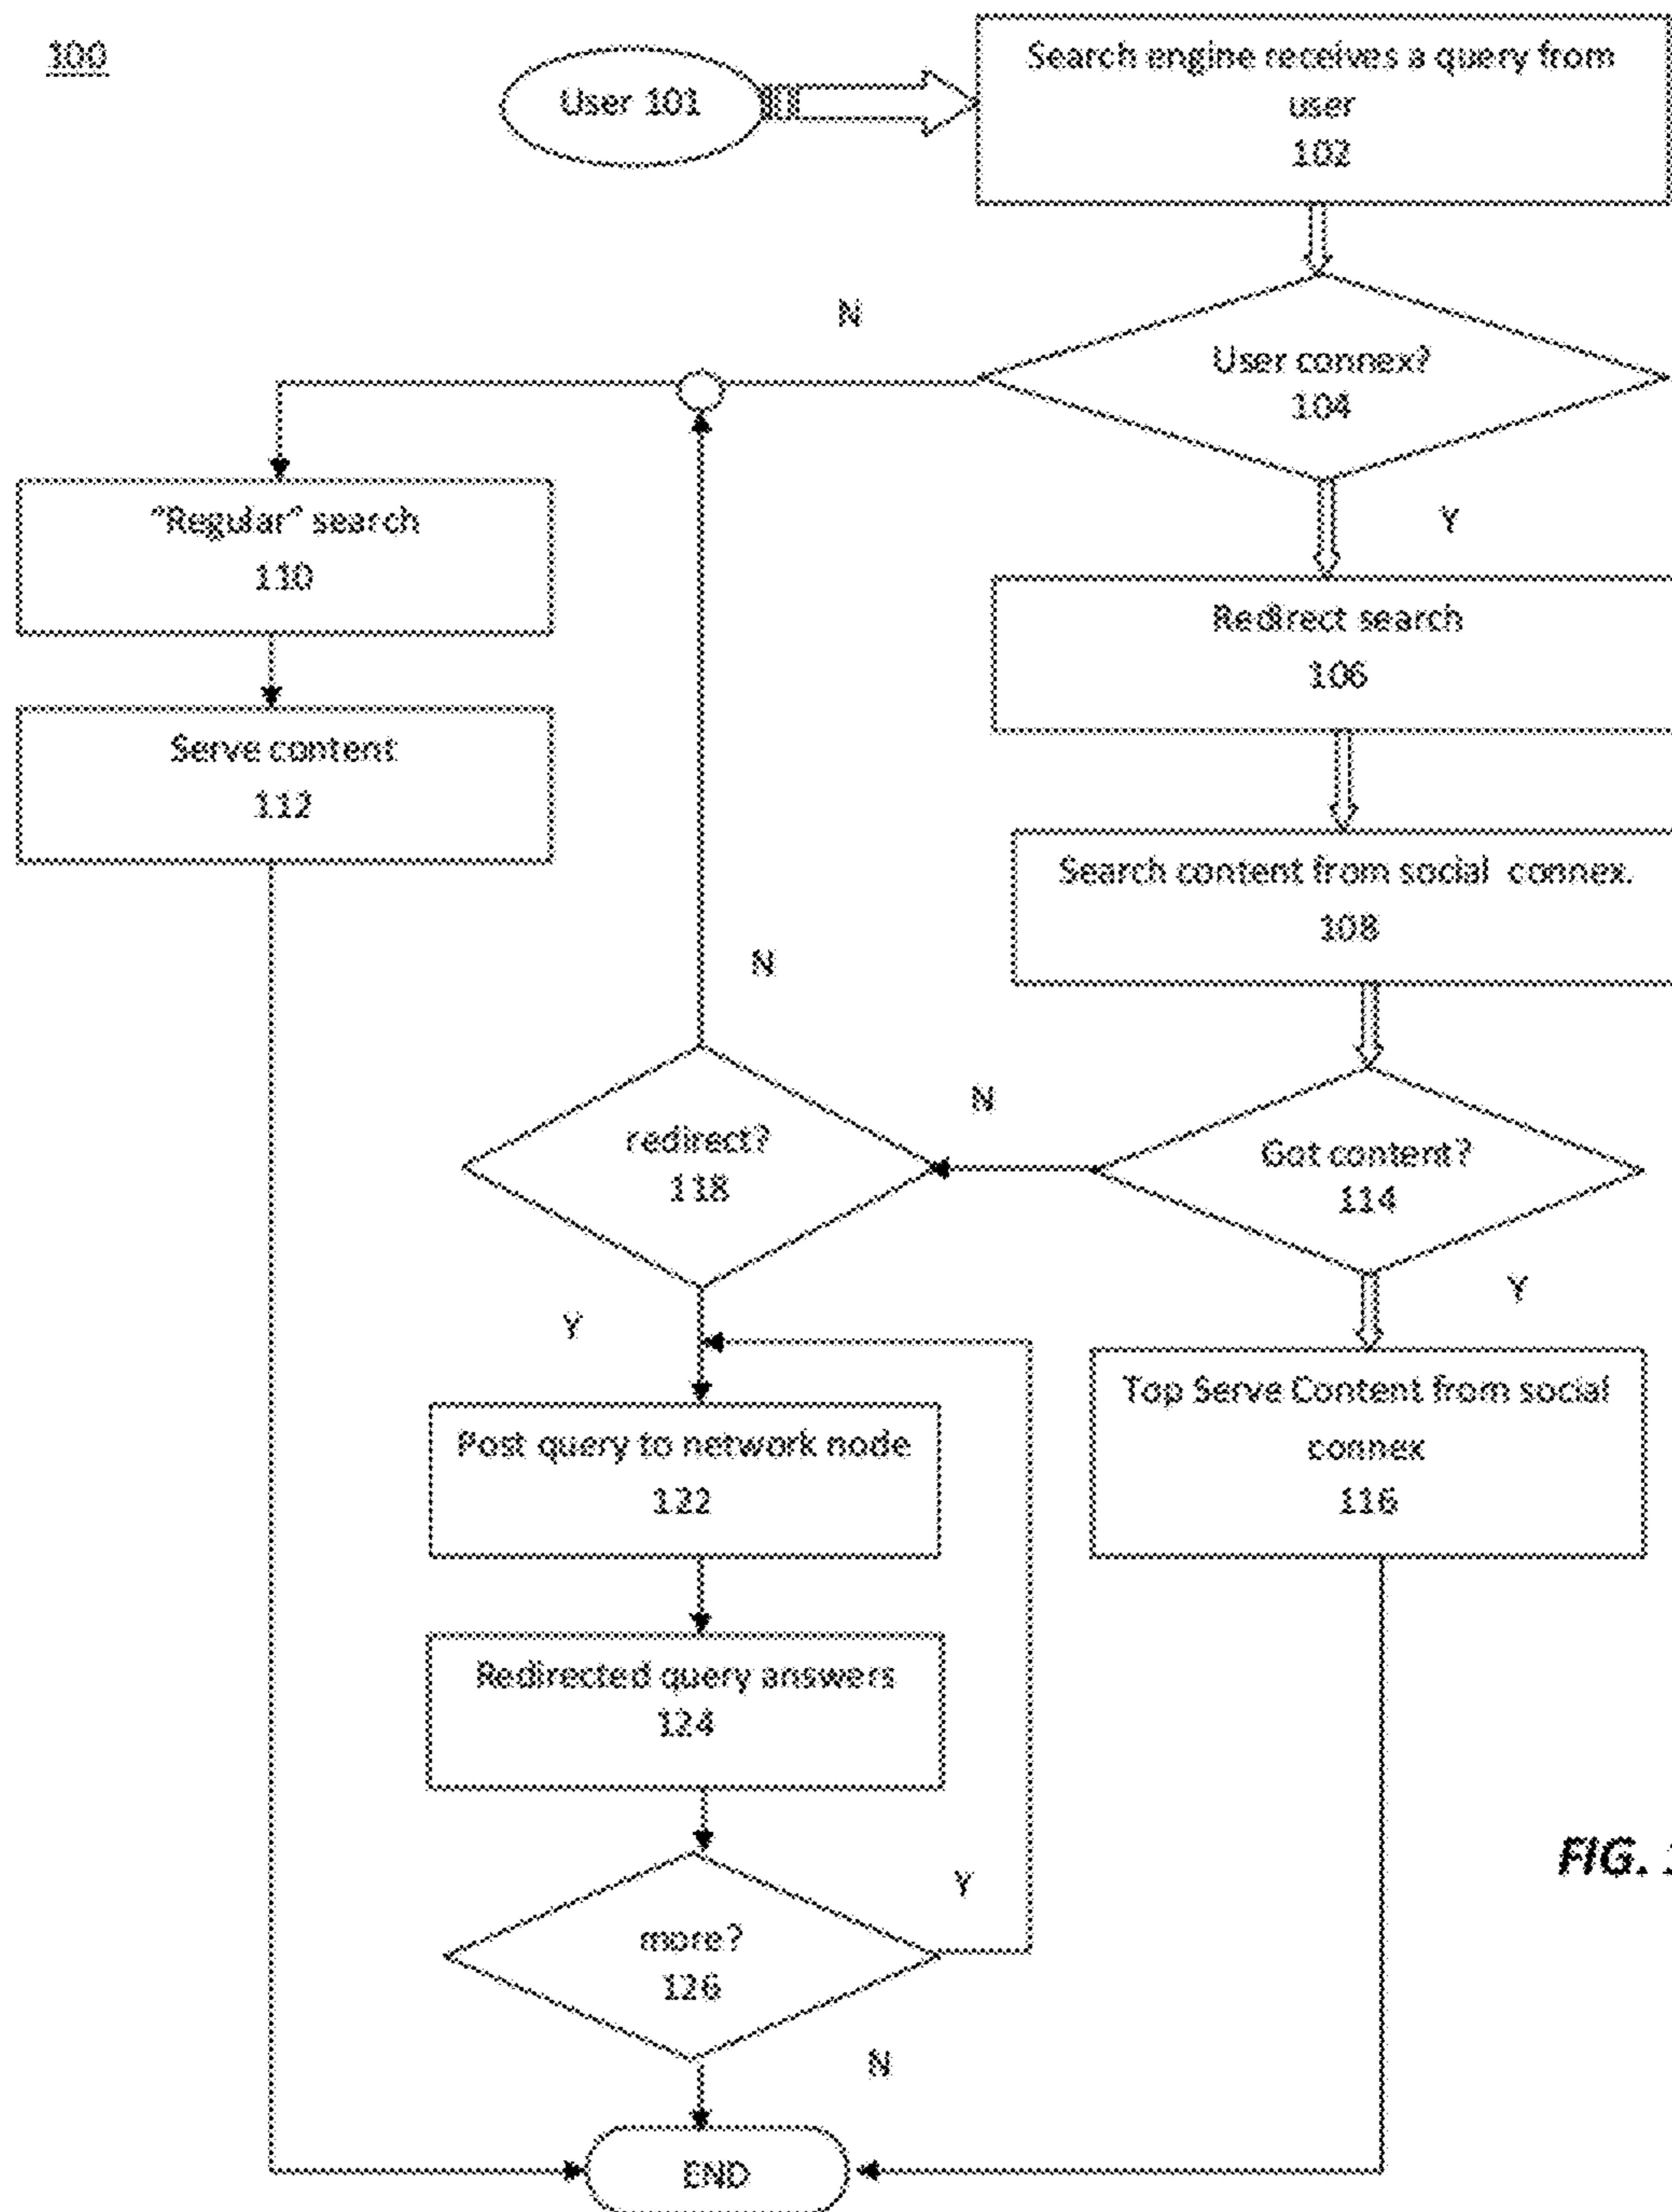 100
User 101
Search engine receives a query from
user
102
N
User connex?
104
Y
"Regular" search
110
Redirect search
106
Serve content
112
Search content from social connex.
108
N
redirect?
118
N
Got content?
114
Y
Y
Post query to network node
122
Top Serve Content from social
connex
116
Redirected query answers
124
FIG.
more?
126
Y
N
END